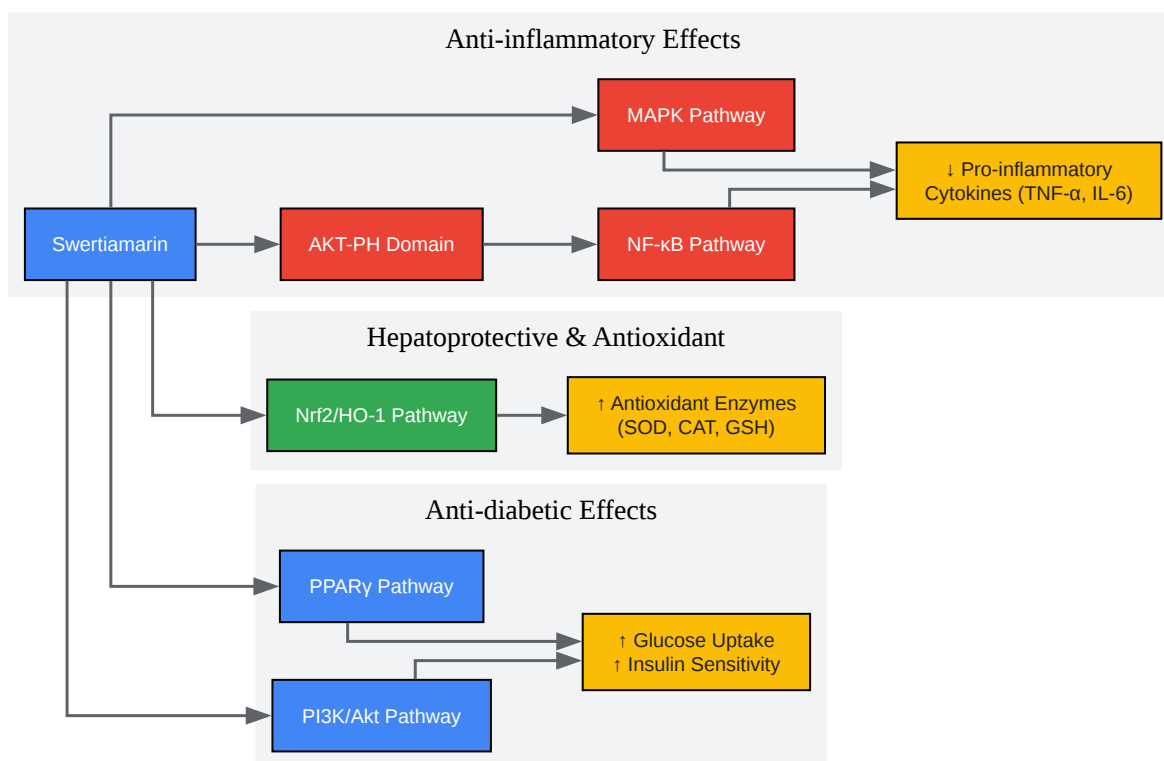 Anti-inflammatory Effects
MAPK Pathway
↓ Pro-inflammatory
Cytokines (TNF-α, IL-6)
Swertiamarin
AKT-PH Domain
NF-κB Pathway
Hepatoprotective & Antioxidant
Nrf2/HO-1 Pathway
↑ Antioxidant Enzymes
(SOD, CAT, GSH)
Anti-diabetic Effects
PPARγ Pathway
↑ Glucose Uptake
↑ Insulin Sensitivity
PI3K/Akt Pathway